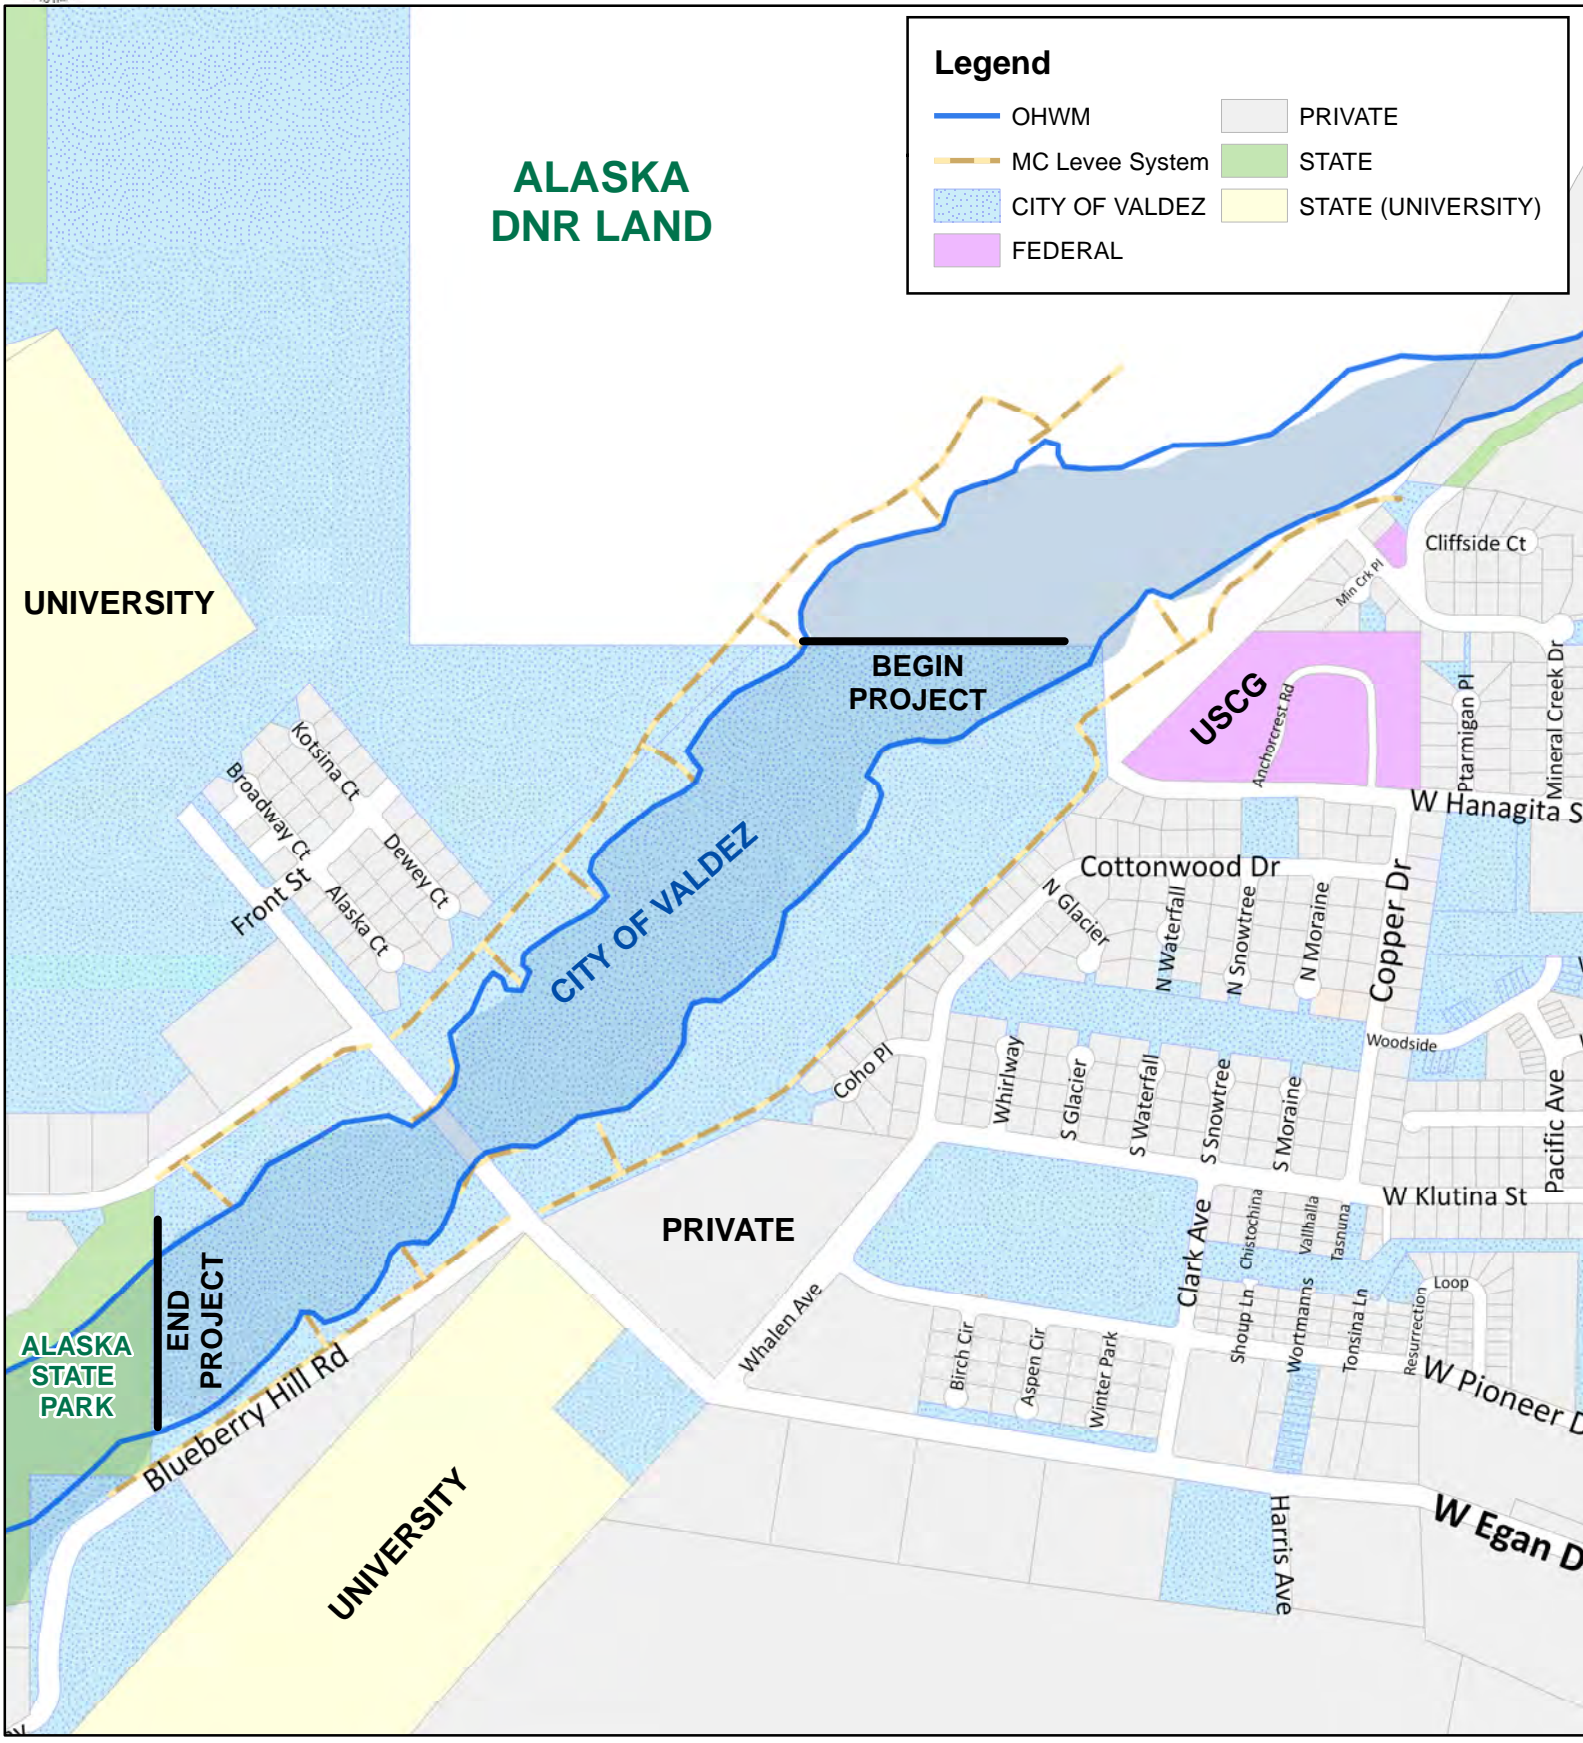 Legend
OHWM
MC Levee System
CITY OF VALDEZ
FEDERAL
PRIVATE
STATE
STATE (UNIVERSITY)
ALASKA
DNR LAND
UNIVERSITY
BEGIN
PROJECT
CITY OF VALDEZ
USCG
Anchorcrest Rd
Cliffside Ct
Min Crk Pl
Ptarmigan Pl
Mineral Creek Dr
W Hanagita S
Kotsina Ct
Broadway Ct
Dewey Ct
Alaska Ct
Front St
Cottonwood Dr
N Glacier
N Waterfall
N Snowtree
N Moraine
Copper Dr
Woodside
Coho Pl
Whirlway
S Glacier
S Waterfall
S Snowtree
S Moraine
Pacific Ave
W Klutina St
PRIVATE
Clark Ave
Chistochina
Vallhalla
Tasnuna
Whalen Ave
Birch Cir
Aspen Cir
Winter Park
Shoup Ln
Wortmanns
Tonsina Ln
Resurrection
Loop
W Pioneer D
END
PROJECT
ALASKA
STATE
PARK
Blueberry Hill Rd
UNIVERSITY
Harris Ave
W Egan D